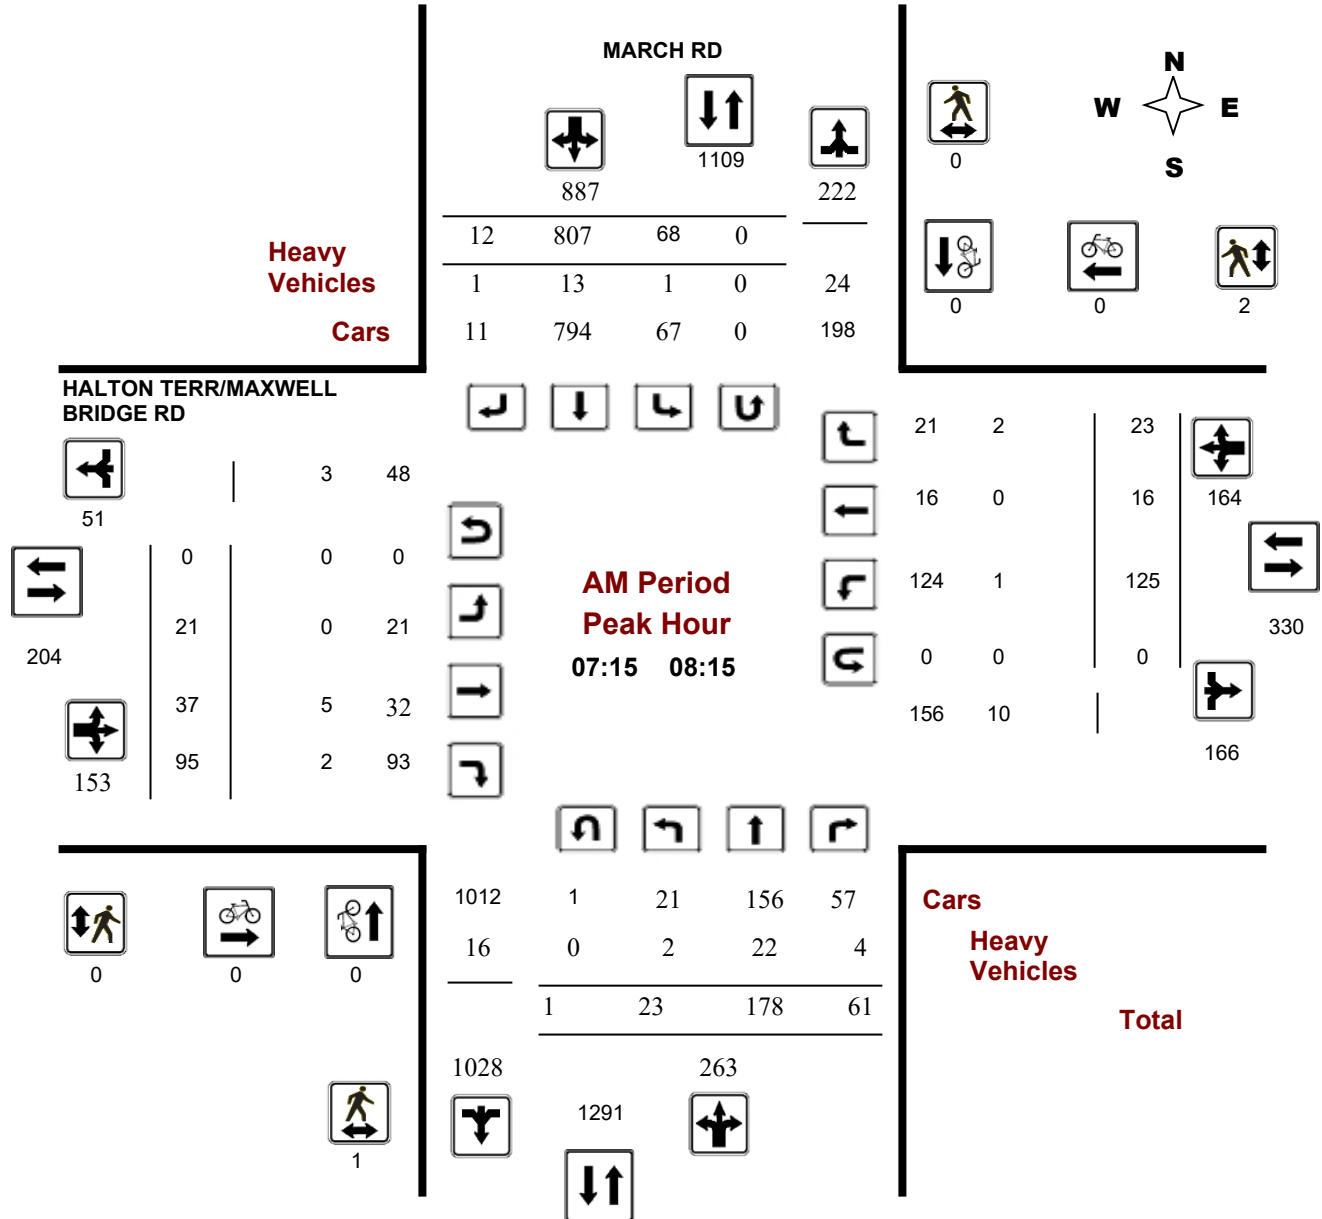 MARCH RD
N
W E
S
1109
0
887 222
12 807 68 0
Heavy
Vehicles
1 13 1 0 24
0 0 2
Cars
11 794 67 0 198
HALTON TERR/MAXWELL
BRIDGE RD
21 2 23
3 48
51
16 0 16 164
0 0 0
AM Period
124 1 125
Peak Hour
21 0 21
330
204
07:15 08:15
0 0 0
37 5 32
156 10
95 2 93
166
153
1012 1 21 156 57
Cars
16 0 2 22 4
Heavy
Vehicles
0 0 0
1 23 178 61
Total
1028 263
1291
1